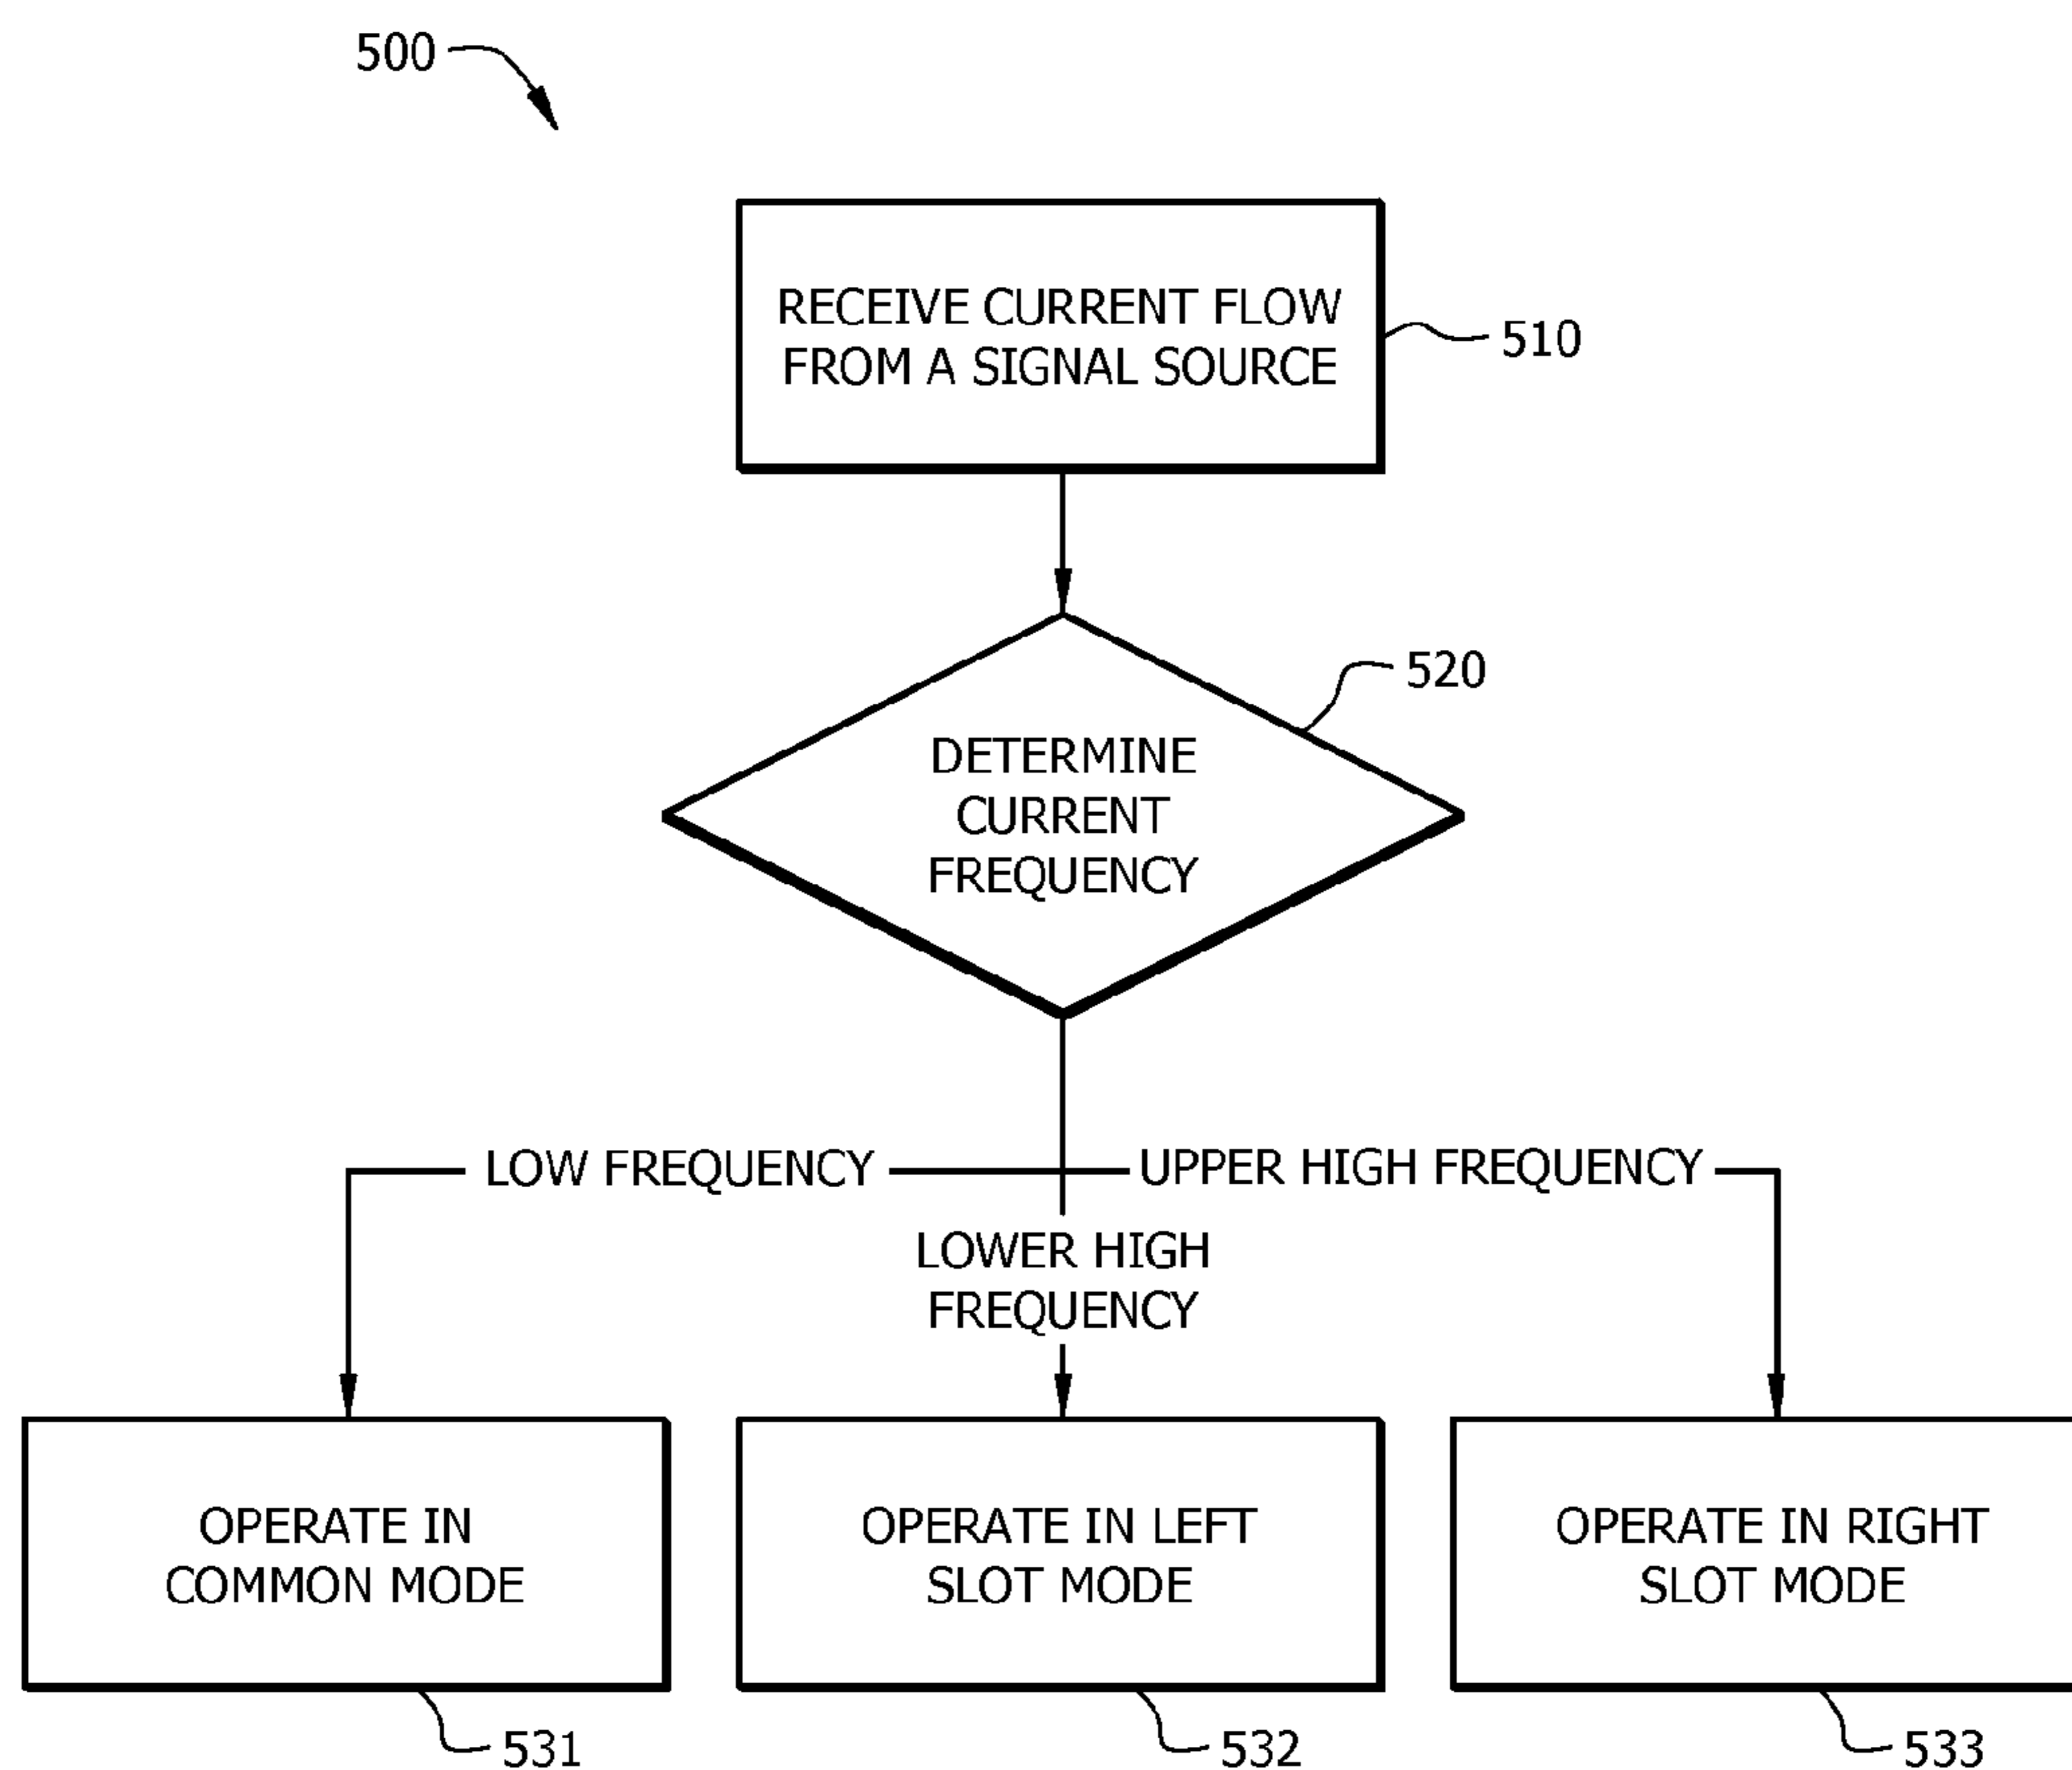 500
RECEIVE CURRENT FLOW
FROM A SIGNAL SOURCE
510
520
DETERMINE
CURRENT
FREQUENCY
LOW FREQUENCY
UPPER HIGH FREQUENCY
LOWER HIGH
FREQUENCY
OPERATE IN
COMMON MODE
OPERATE IN LEFT
SLOT MODE
OPERATE IN RIGHT
SLOT MODE
531
532
533